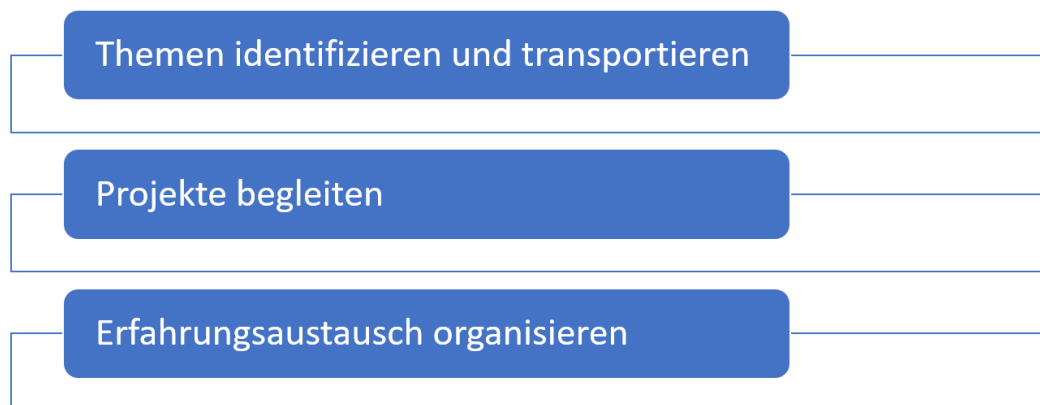 Themen identifizieren und transportieren
Projekte begleiten
Erfahrungsaustausch organisieren